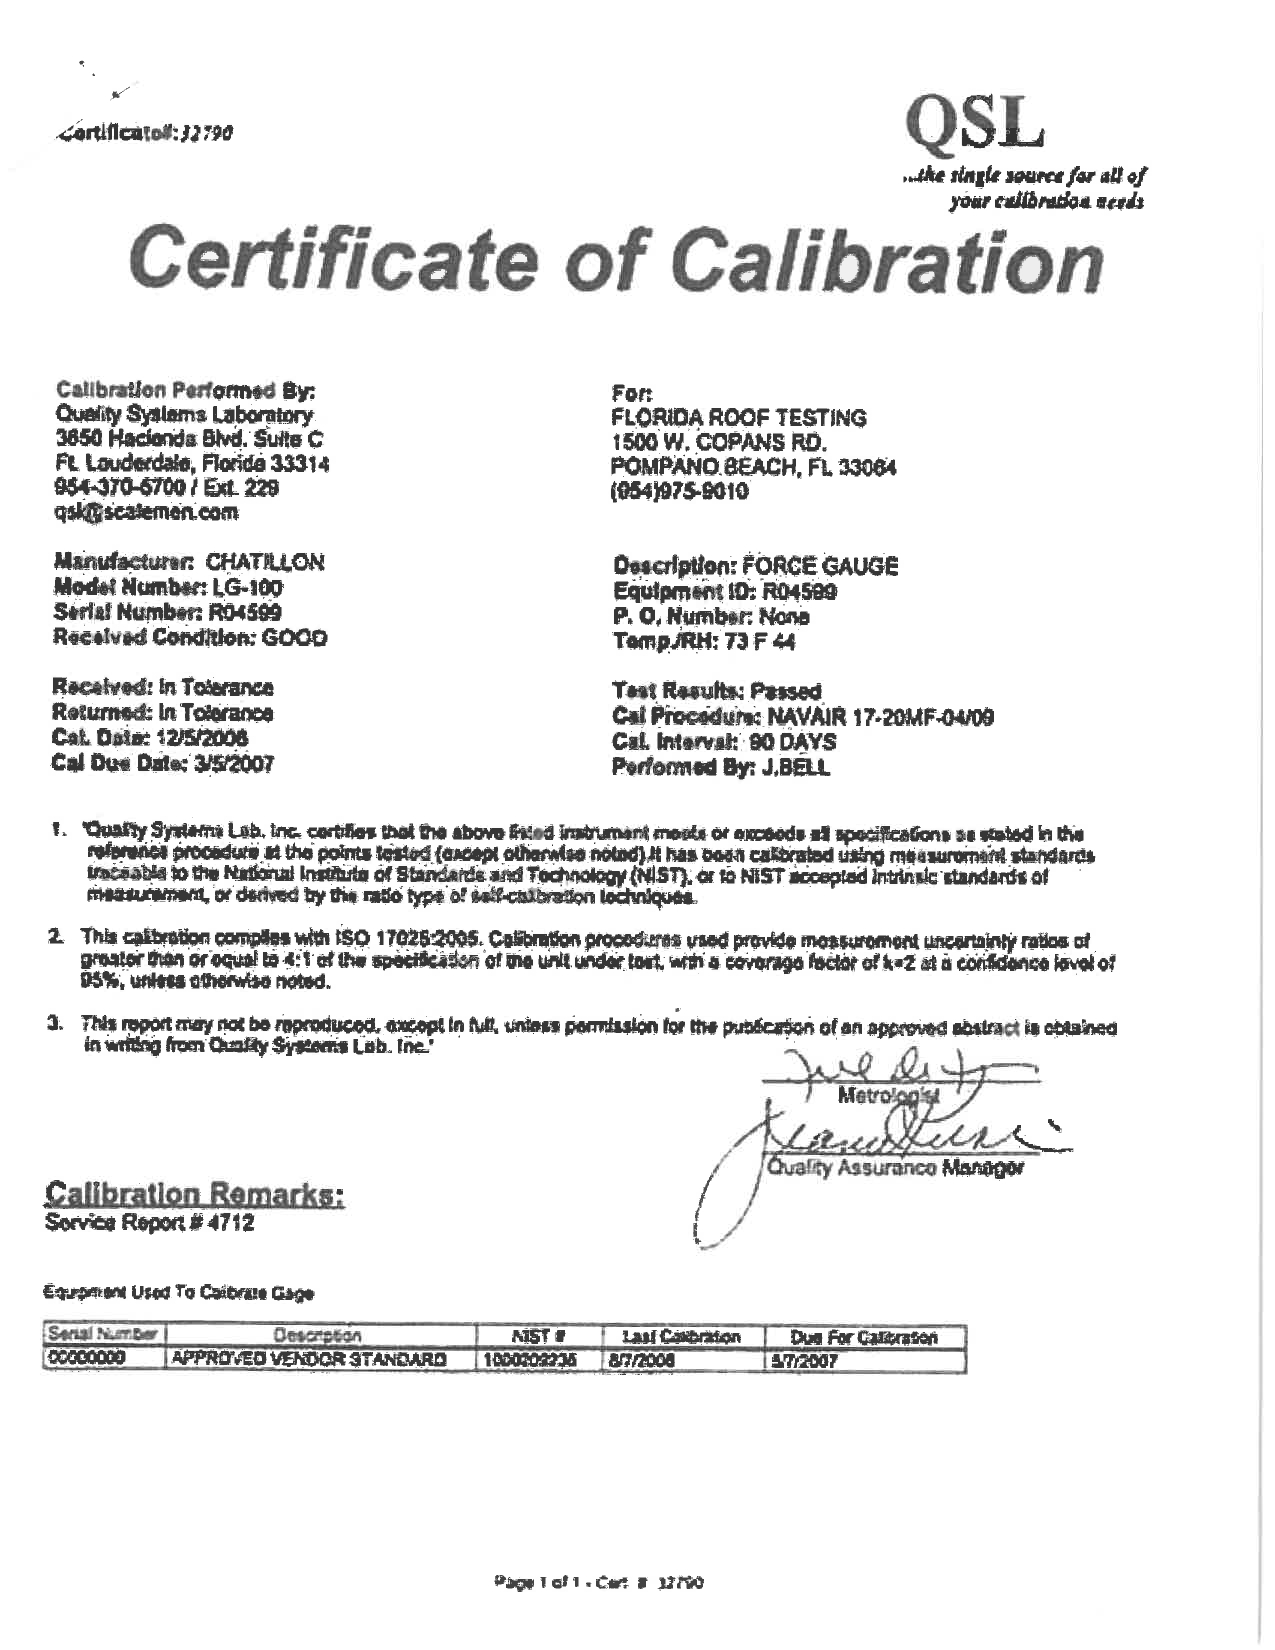 Certificate#: 32790
QSL
...the single source for all of
your calibration needs
Certificate of Calibration
Calibration Performed By:
Quality Systems Laboratory
3650 Hacienda Blvd. Suite C
Ft. Lauderdale, Florida 33314
954-370-5700 / Ext. 229
qsl@scalemen.com
For:
FLORIDA ROOF TESTING
1500 W. COPANS RD.
POMPANO BEACH, FL 33064
(954)975-9010
Manufacturer: CHATILLON
Model Number: LG-100
Serial Number: R04599
Received Condition: GOOD
Description: FORCE GAUGE
Equipment ID: R04599
P. O. Number: None
Temp./RH: 73 F 44
Received: In Tolerance
Returned: In Tolerance
Cal. Date: 12/5/2006
Cal Due Date: 3/5/2007
Test Results: Passed
Cal Procedure: NAVAIR 17-20MF-04/09
Cal. Interval: 90 DAYS
Performed By: J.BELL
1. "Quality Systems Lab. Inc. certifies that the above listed instrument meets or exceeds all specifications as stated in the
reference procedure at the points tested (except otherwise noted).It has been calibrated using measurement standards
traceable to the National Institute of Standards and Technology (NIST), or to NIST accepted intrinsic standards of
measurement, or derived by the ratio type of self-calibration techniques.
2. This calibration complies with ISO 17025:2005. Calibration procedures used provide measurement uncertainty ratios of
greater than or equal to 4:1 of the specification of the unit under test, with a coverage factor of k=2 at a confidence level of
95%, unless otherwise noted.
3. This report may not be reproduced, except in full, unless permission for the publication of an approved abstract is obtained
in writing from Quality Systems Lab. Inc."
Metrologist
Quality Assurance Manager
Calibration Remarks:
Service Report # 4712
Equipment Used To Calibrate Gage
Serial Number Description NIST # Last Calibration Due For Calibration
00000000 APPROVED VENDOR STANDARD 1000202236 8/7/2006 5/7/2007
Page 1 of 1 - Cert # 32790